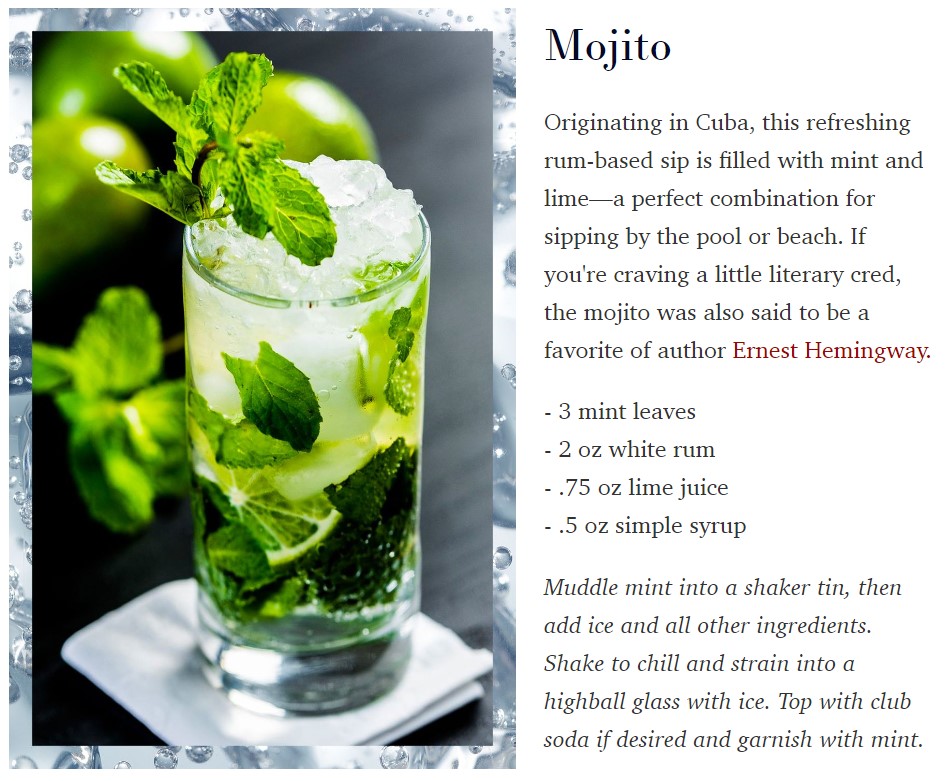 Mojito
Originating in Cuba, this refreshing
rum-based sip is filled with mint and
lime—a perfect combination for
sipping by the pool or beach. If
you're craving a little literary cred,
the mojito was also said to be a
favorite of author Ernest Hemingway.
- 3 mint leaves
- 2 oz white rum
- .75 oz lime juice
- .5 oz simple syrup
Muddle mint into a shaker tin, then
add ice and all other ingredients.
Shake to chill and strain into a
highball glass with ice. Top with club
soda if desired and garnish with mint.